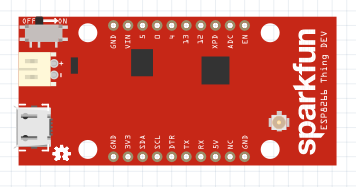 OFF ON
GND VIN 5 0 4 13 12 XPD ADC EN
+
-
GND 3V3 SDA SCL DTR TX RX 5V NC GND
sparkfun
ESP8266 Thing DEV